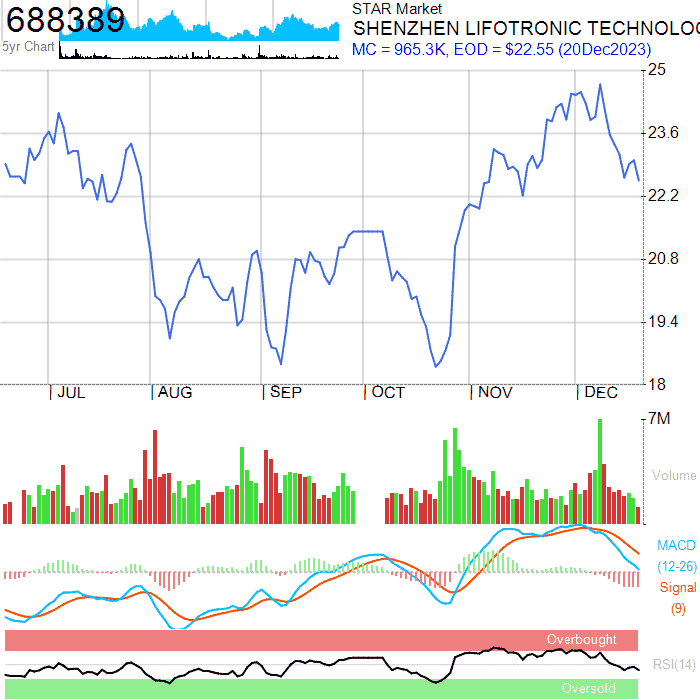 688389
STAR Market
SHENZHEN LIFOTRONIC TECHNOLO
5yr Chart
MC = 965.3K, EOD = $22.55 (20Dec2023)
25
23.6
22.2
20.8
19.4
18
JUL AUG SEP OCT NOV DEC
7M
Volume
MACD
(12-26)
Signal
(9)
Overbought
RSI(14)
Oversold